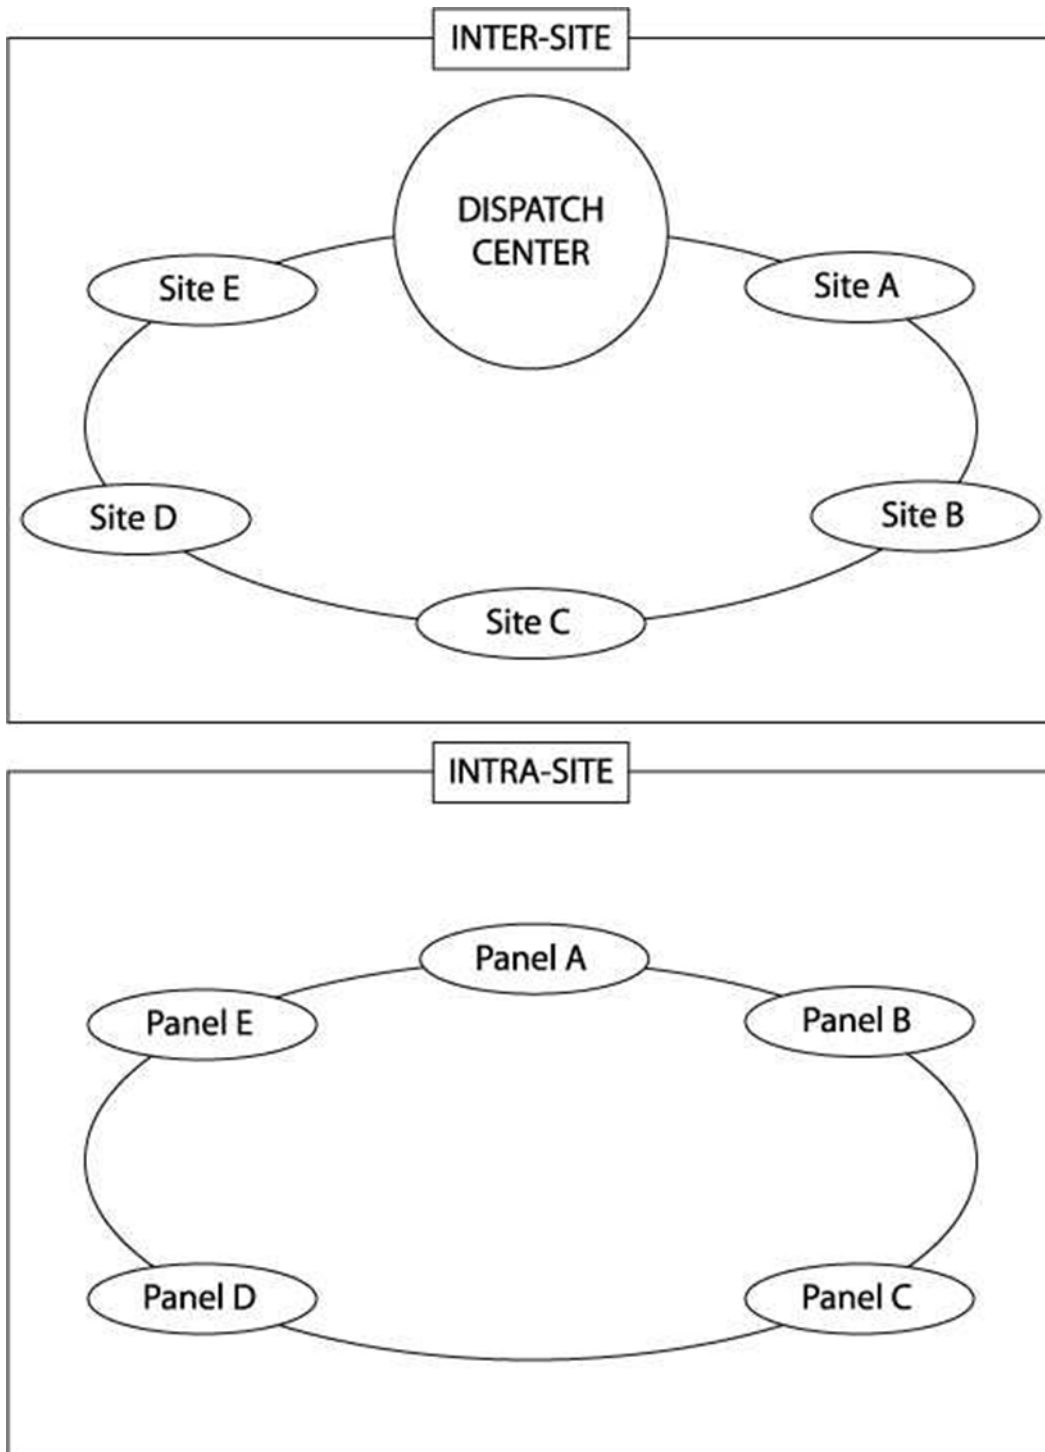 INTER-SITE
DISPATCH
CENTER
Site E
Site A
Site D
Site B
Site C
INTRA-SITE
Panel A
Panel E
Panel B
Panel D
Panel C